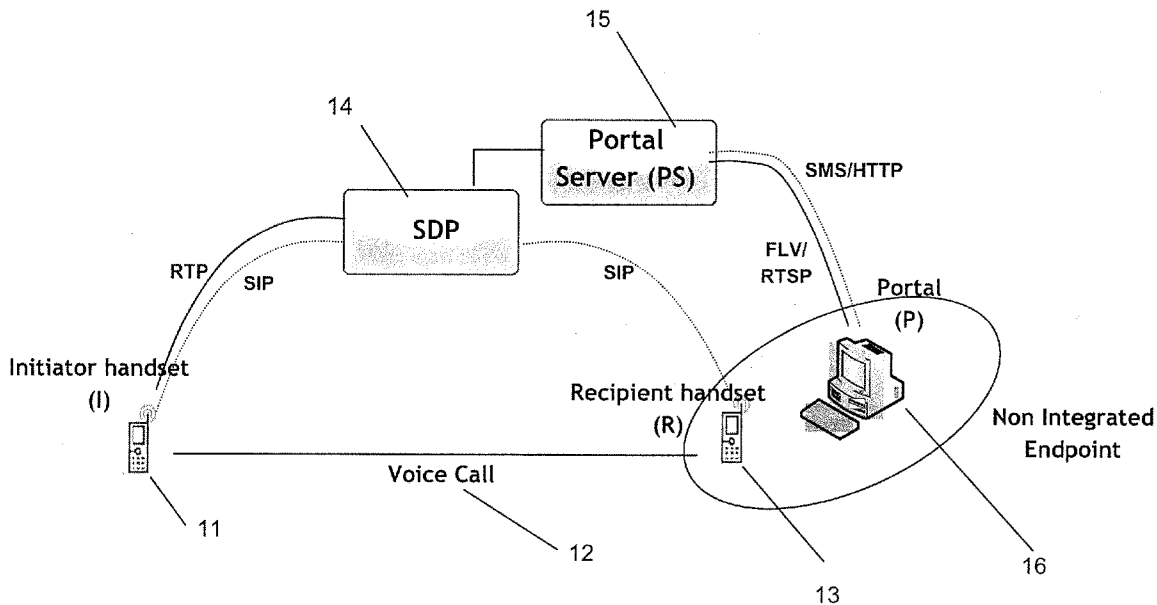 15
14
Portal
Server (PS)
SMS/HTTP
SDP
FLV/
RTSP
RTP
SIP
SIP
Portal
(P)
Initiator handset
(I)
Recipient handset
(R)
Non Integrated
Endpoint
Voice Call
11
12
13
16